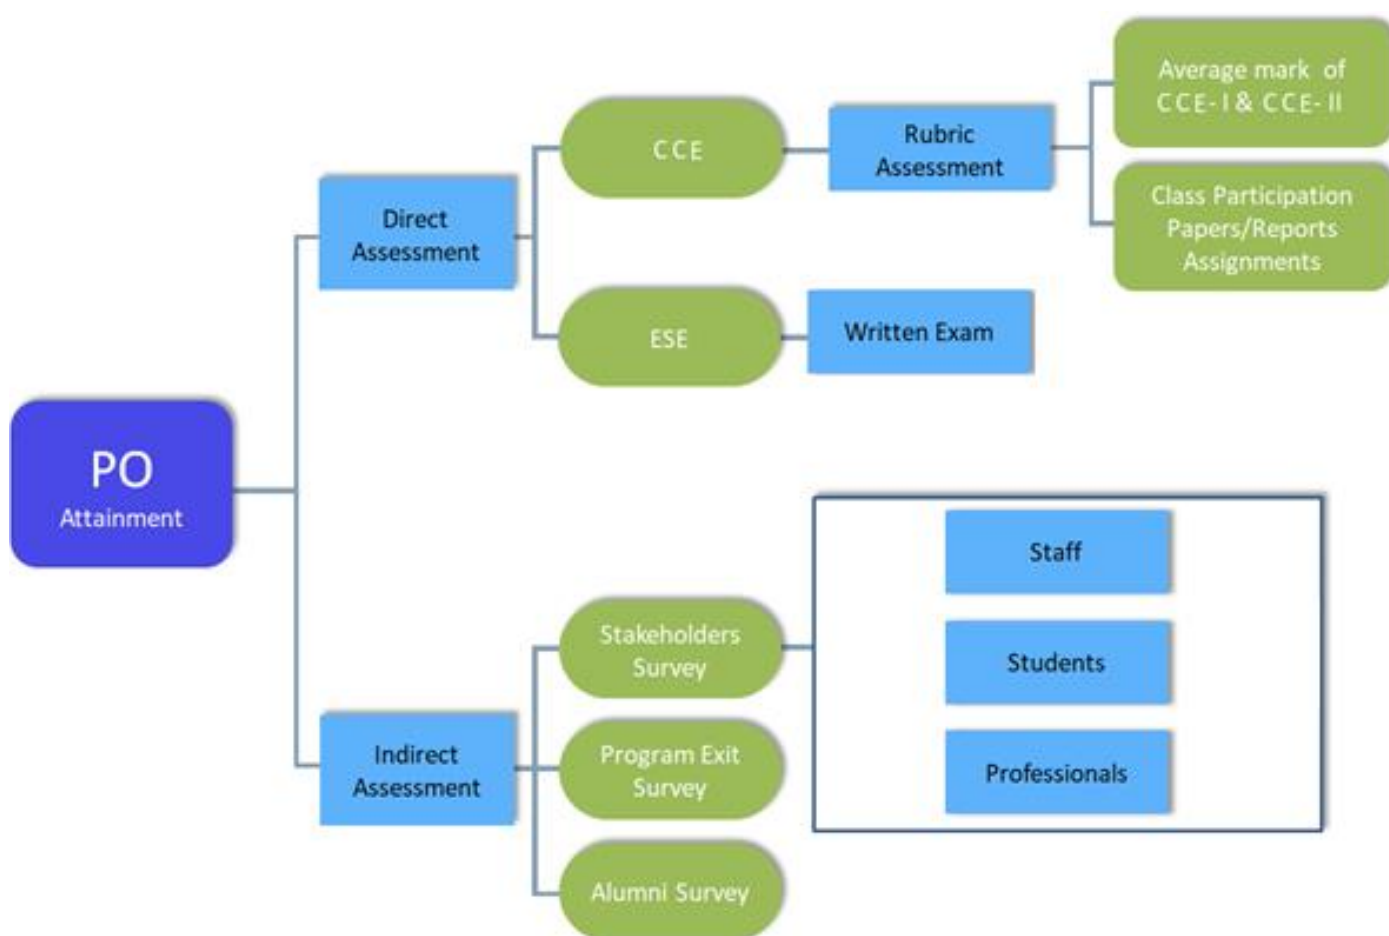 Average mark of
CCE- I & CCE- II
CCE
Rubric
Assessment
Class Participation
Papers/Reports
Assignments
Direct
Assessment
ESE
Written Exam
PO
Attainment
Staff
Stakeholders
Survey
Students
Indirect
Assessment
Program Exit
Survey
Professionals
Alumni Survey